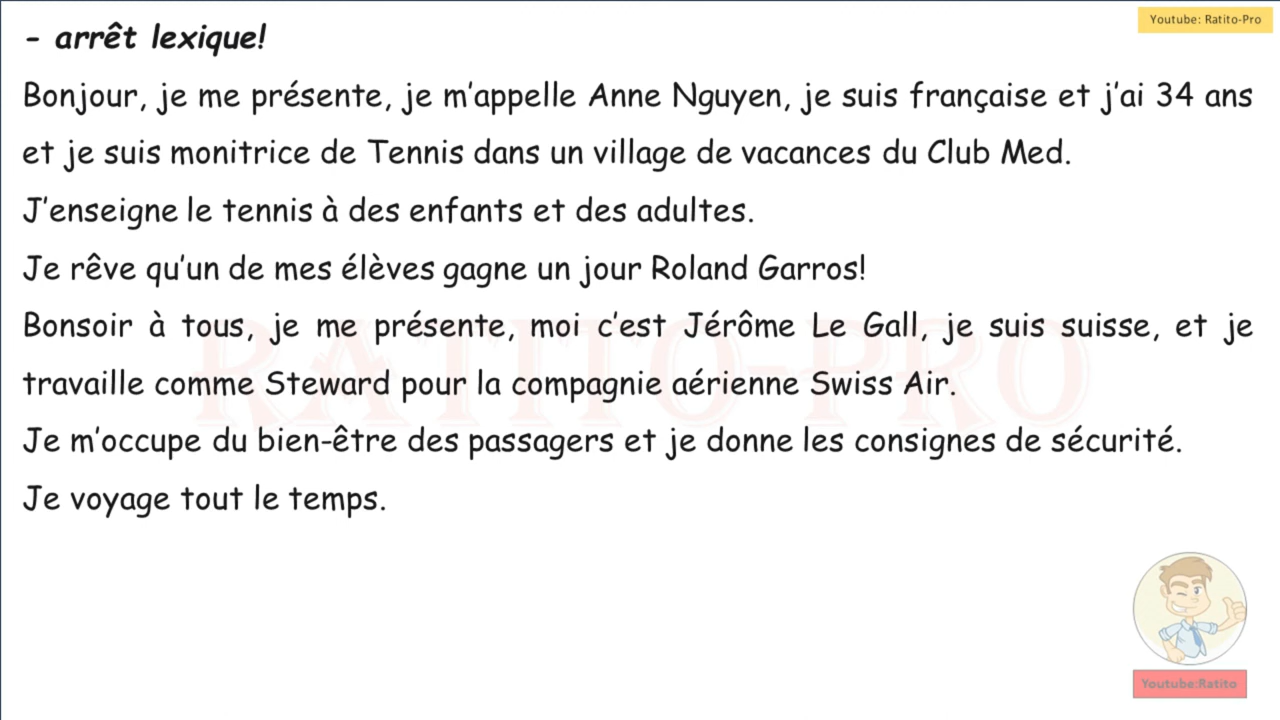 Youtube: Ratito-Pro
- arrêt lexique!
Bonjour, je me présente, je m'appelle Anne Nguyen, je suis française et j'ai 34 ans
et je suis monitrice de Tennis dans un village de vacances du Club Med.
J'enseigne le tennis à des enfants et des adultes.
Je rêve qu'un de mes élèves gagne un jour Roland Garros!
Bonsoir à tous, je me présente, moi c'est Jérôme Le Gall, je suis suisse, et je
travaille comme Steward pour la compagnie aérienne Swiss Air.
Je m'occupe du bien-être des passagers et je donne les consignes de sécurité.
Je voyage tout le temps.
RATITO-PRO
Youtube:Ratito